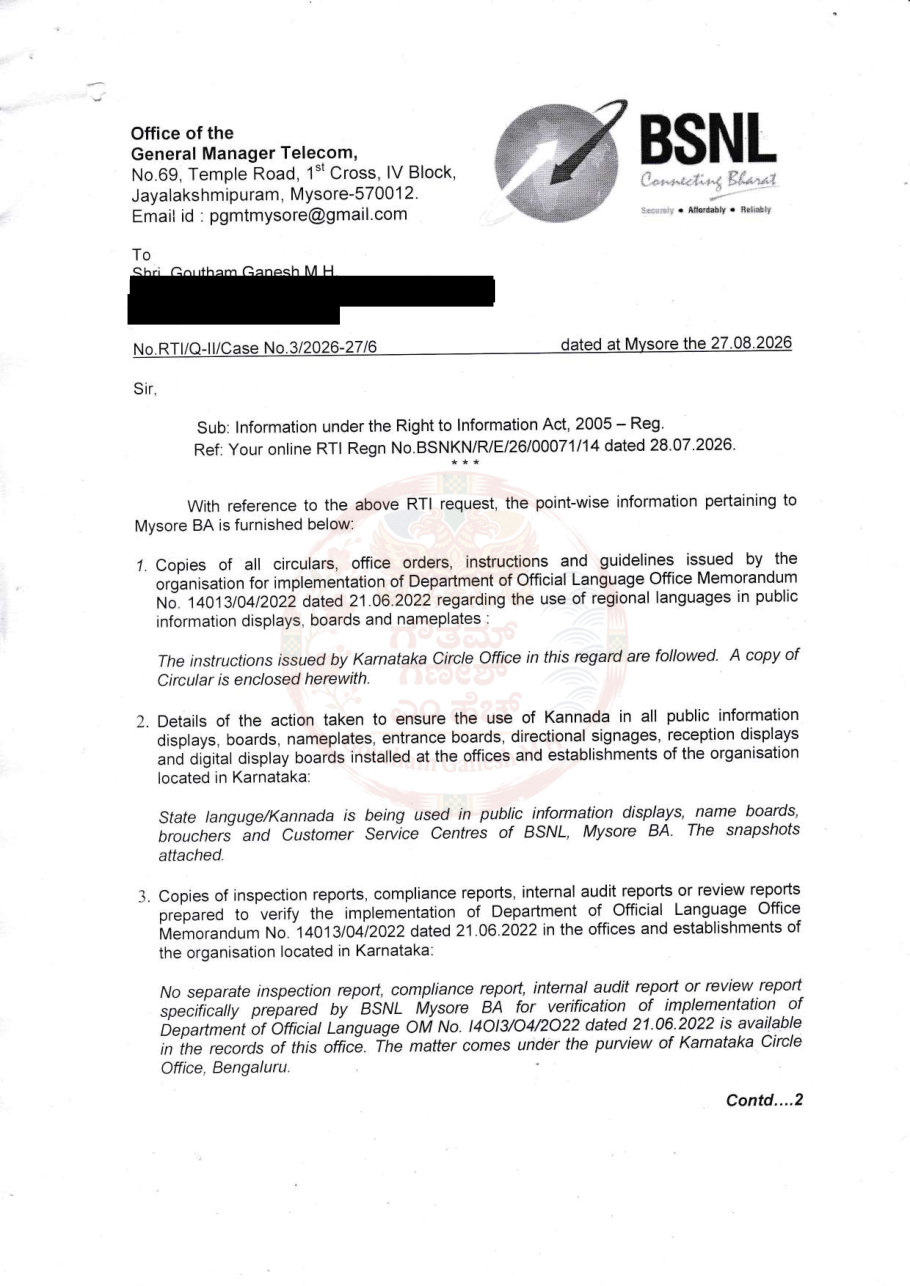 Office of the
General Manager Telecom,
No.69, Temple Road, 1st Cross, IV Block,
Jayalakshmipuram, Mysore-570012.
Email id : pgmtmysore@gmail.com
BSNL
Connecting Bharat
Securely • Affordably • Reliably
To
Shri. Goutham Ganesh M.H.
No.RTI/Q-II/Case No.3/2026-27/6 dated at Mysore the 27.08.2026
Sir,
Sub: Information under the Right to Information Act, 2005 – Reg.
Ref: Your online RTI Regn No.BSNKN/R/E/26/00071/14 dated 28.07.2026.
* * *
With reference to the above RTI request, the point-wise information pertaining to
Mysore BA is furnished below:
1. Copies of all circulars, office orders, instructions and guidelines issued by the
organisation for implementation of Department of Official Language Office Memorandum
No. 14013/04/2022 dated 21.06.2022 regarding the use of regional languages in public
information displays, boards and nameplates :
The instructions issued by Karnataka Circle Office in this regard are followed. A copy of
Circular is enclosed herewith.
2. Details of the action taken to ensure the use of Kannada in all public information
displays, boards, nameplates, entrance boards, directional signages, reception displays
and digital display boards installed at the offices and establishments of the organisation
located in Karnataka:
State languge/Kannada is being used in public information displays, name boards,
brouchers and Customer Service Centres of BSNL, Mysore BA. The snapshots
attached.
3. Copies of inspection reports, compliance reports, internal audit reports or review reports
prepared to verify the implementation of Department of Official Language Office
Memorandum No. 14013/04/2022 dated 21.06.2022 in the offices and establishments of
the organisation located in Karnataka:
No separate inspection report, compliance report, internal audit report or review report
specifically prepared by BSNL Mysore BA for verification of implementation of
Department of Official Language OM No. I4OI3/O4/2O22 dated 21.06.2022 is available
in the records of this office. The matter comes under the purview of Karnataka Circle
Office, Bengaluru.
Contd....2
ಗೌತಮ್
ಗಣೇಶ್
ಎಂ ಹೆಚ್